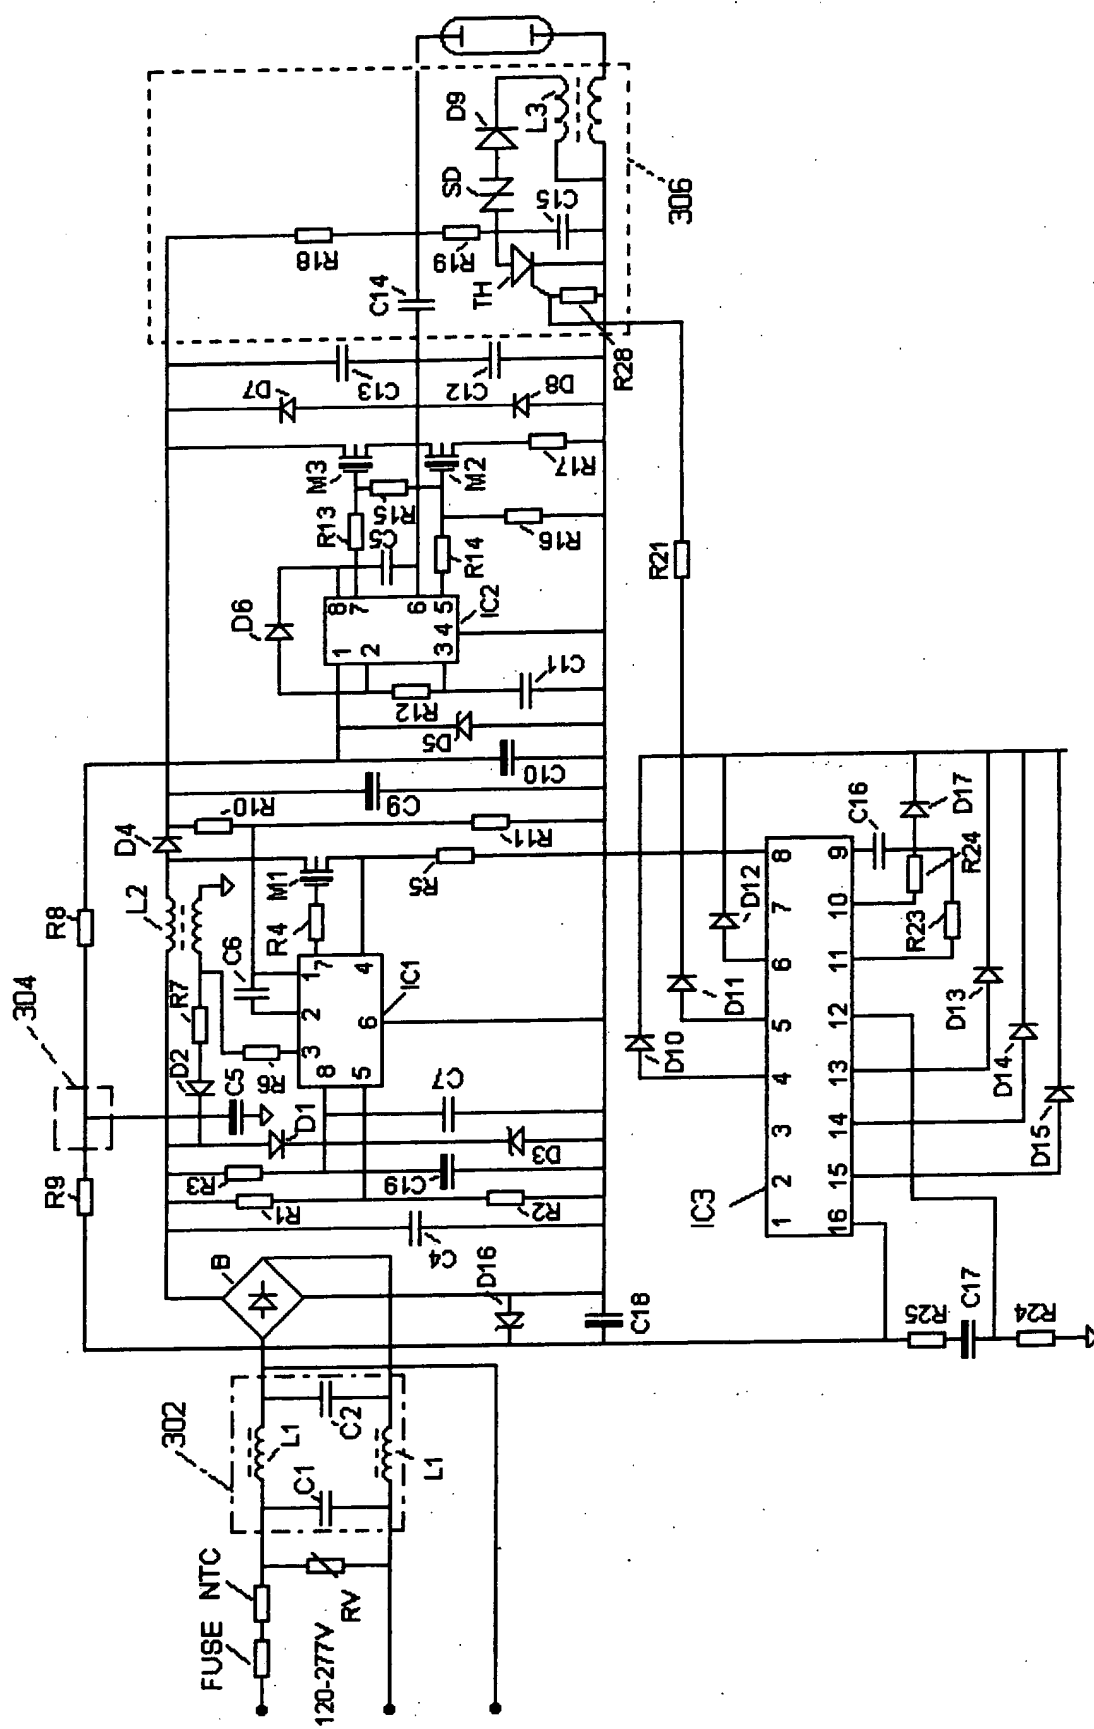 FUSE
NTC
120-277V
RV
302
C1
L1
C2
L1
B
R9
304
R8
R3
R1
C4
R2
C19
D3
C7
D1
C5
D2
R7
R6
L2
C6
8
3
2
1
7
5
6
4
IC1
R4
M1
R5
D4
R10
R11
C9
C10
D5
R12
C11
D6
1
2
3
4
8
7
6
5
IC2
C5
R13
R14
R15
R16
M3
M2
R17
D7
D8
C13
C12
C14
R18
R19
TH
R28
SD
D9
C15
L3
306
D16
C18
R21
IC3
1
2
3
4
5
6
7
8
16
15
14
13
12
11
10
9
D10
D11
D12
C16
D17
R24
R23
D13
D14
D15
R25
C17
R24